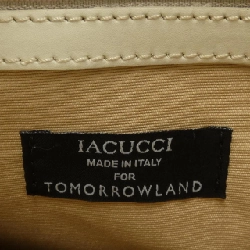 IACUCCI
MADE IN ITALY
FOR
TOMORROWLAND